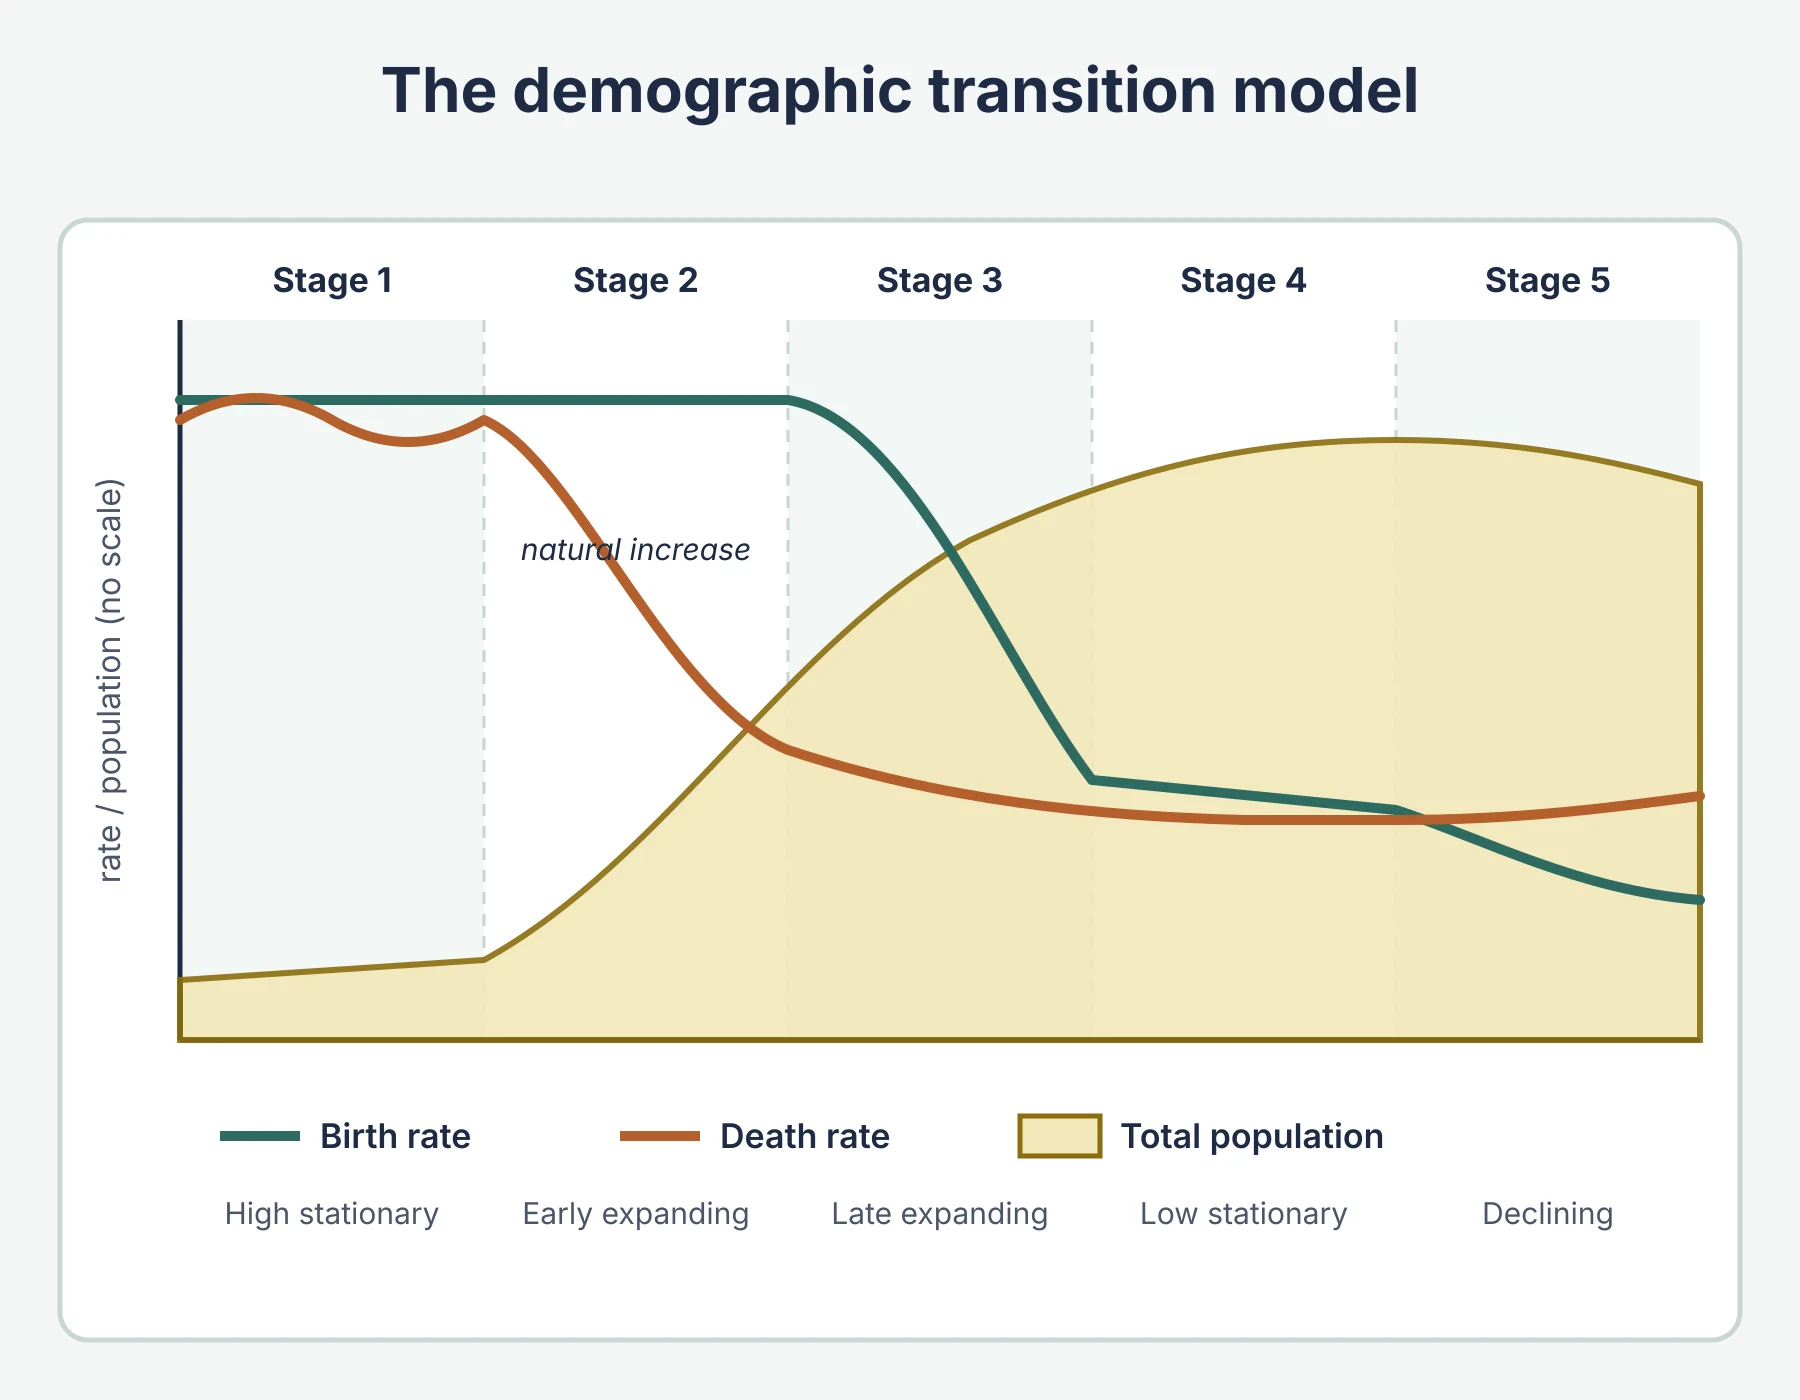 The demographic transition model
Stage 1
Stage 2
Stage 3
Stage 4
Stage 5
rate / population (no scale)
natural increase
Birth rate
Death rate
Total population
High stationary
Early expanding
Late expanding
Low stationary
Declining